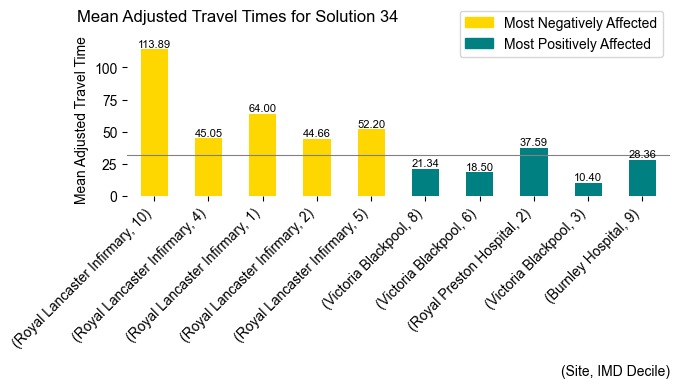 Mean Adjusted Travel Times for Solution 34
Most Negatively Affected
Most Positively Affected
Mean Adjusted Travel Time
100
75
50
25
0
113.89
45.05
64.00
44.66
52.20
21.34
18.50
37.59
10.40
28.36
(Royal Lancaster Infirmary, 10)
(Royal Lancaster Infirmary, 4)
(Royal Lancaster Infirmary, 1)
(Royal Lancaster Infirmary, 2)
(Royal Lancaster Infirmary, 5)
(Victoria Blackpool, 8)
(Victoria Blackpool, 6)
(Royal Preston Hospital, 2)
(Victoria Blackpool, 3)
(Burnley Hospital, 9)
(Site, IMD Decile)